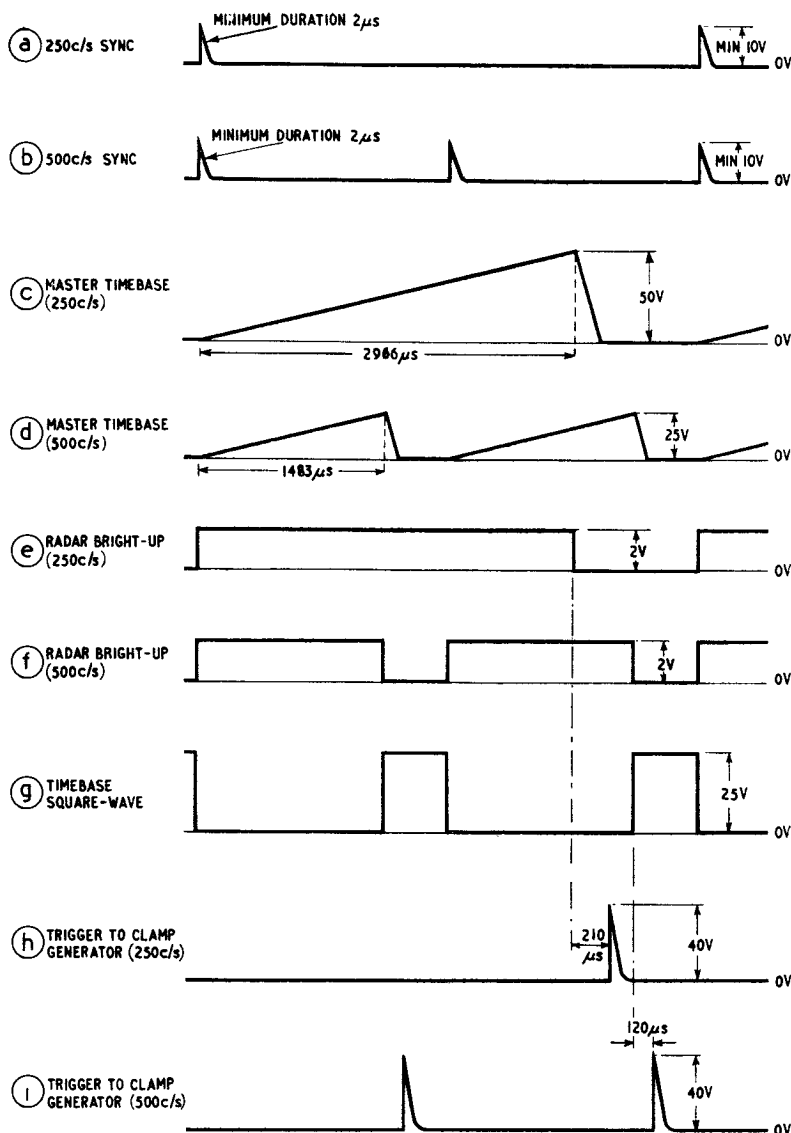 a 250c/s SYNC
MINIMUM DURATION 2μs
MIN 10V
0V
b 500c/s SYNC
MINIMUM DURATION 2μs
MIN 10V
0V
c MASTER TIMEBASE
(250c/s)
50V
0V
2966μs
d MASTER TIMEBASE
(500c/s)
25V
0V
1483μs
e RADAR BRIGHT-UP
(250c/s)
2V
0V
f RADAR BRIGHT-UP
(500c/s)
2V
0V
g TIMEBASE
SQUARE-WAVE
25V
0V
h TRIGGER TO CLAMP
GENERATOR (250c/s)
210
μs
40V
0V
120μs
i TRIGGER TO CLAMP
GENERATOR (500c/s)
40V
0V